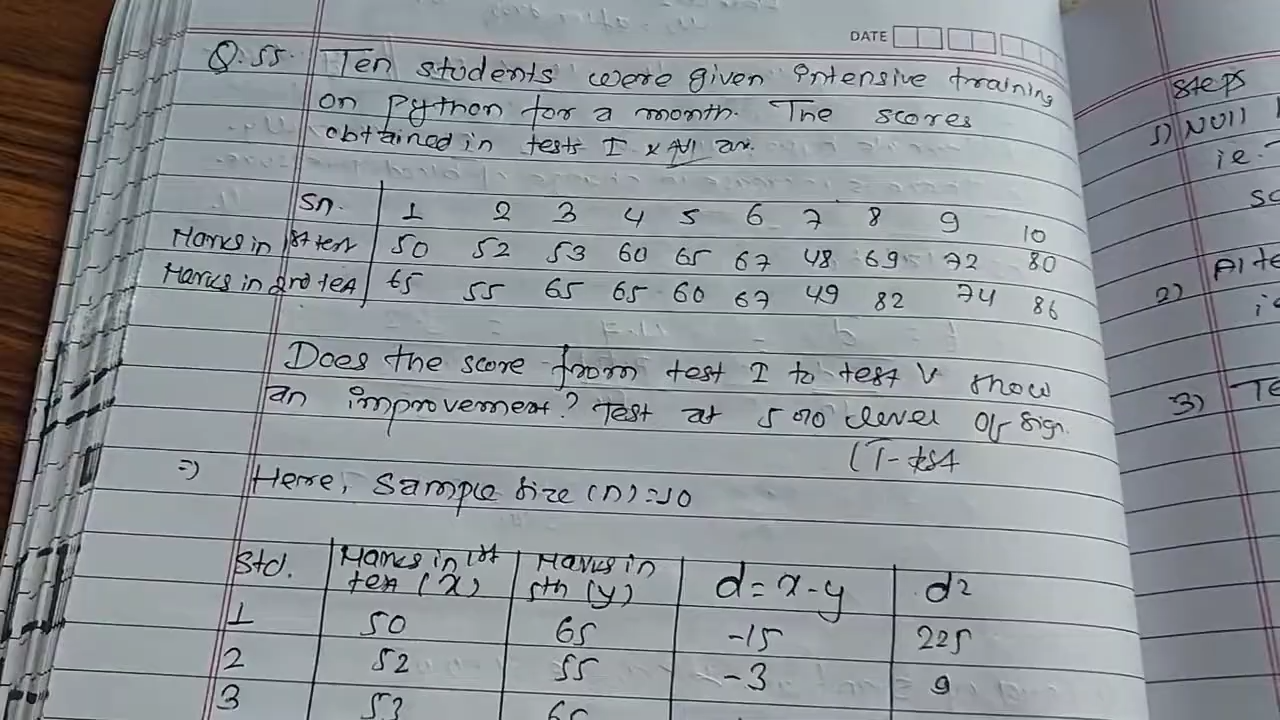 DATE
Q.55. Ten students were given intensive training
on Python for a month. The scores
obtained in tests I & are.
Sn. 1 2 3 4 5 6 7 8 9 10
Marks in 1st test 50 52 53 60 65 67 48 69 72 80
Marks in test 65 55 65 65 60 67 49 82 74 86
Does the score from test I to test V show
an improvement? Test at 5% level of sign.
(T-test
=) Here, Sample size (n)=10
Std. Marks in 1st test (x) Marks in 5th (y) d=x-y d2
1 50 65 -15 225
2 52 55 -3 9
3 53 65
Steps
1) Null
i.e.
2) Alte
3) Te